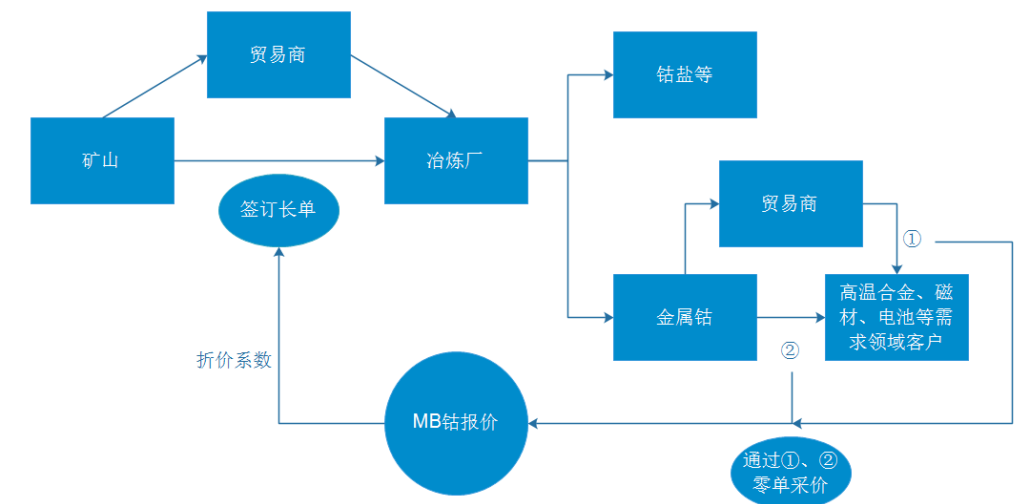 贸易商
钴盐等
矿山
冶炼厂
签订长单
贸易商
①
高温合金、磁
材、电池等需
求领域客户
金属钴
②
折价系数
MB钴报价
通过①、②
零单采价